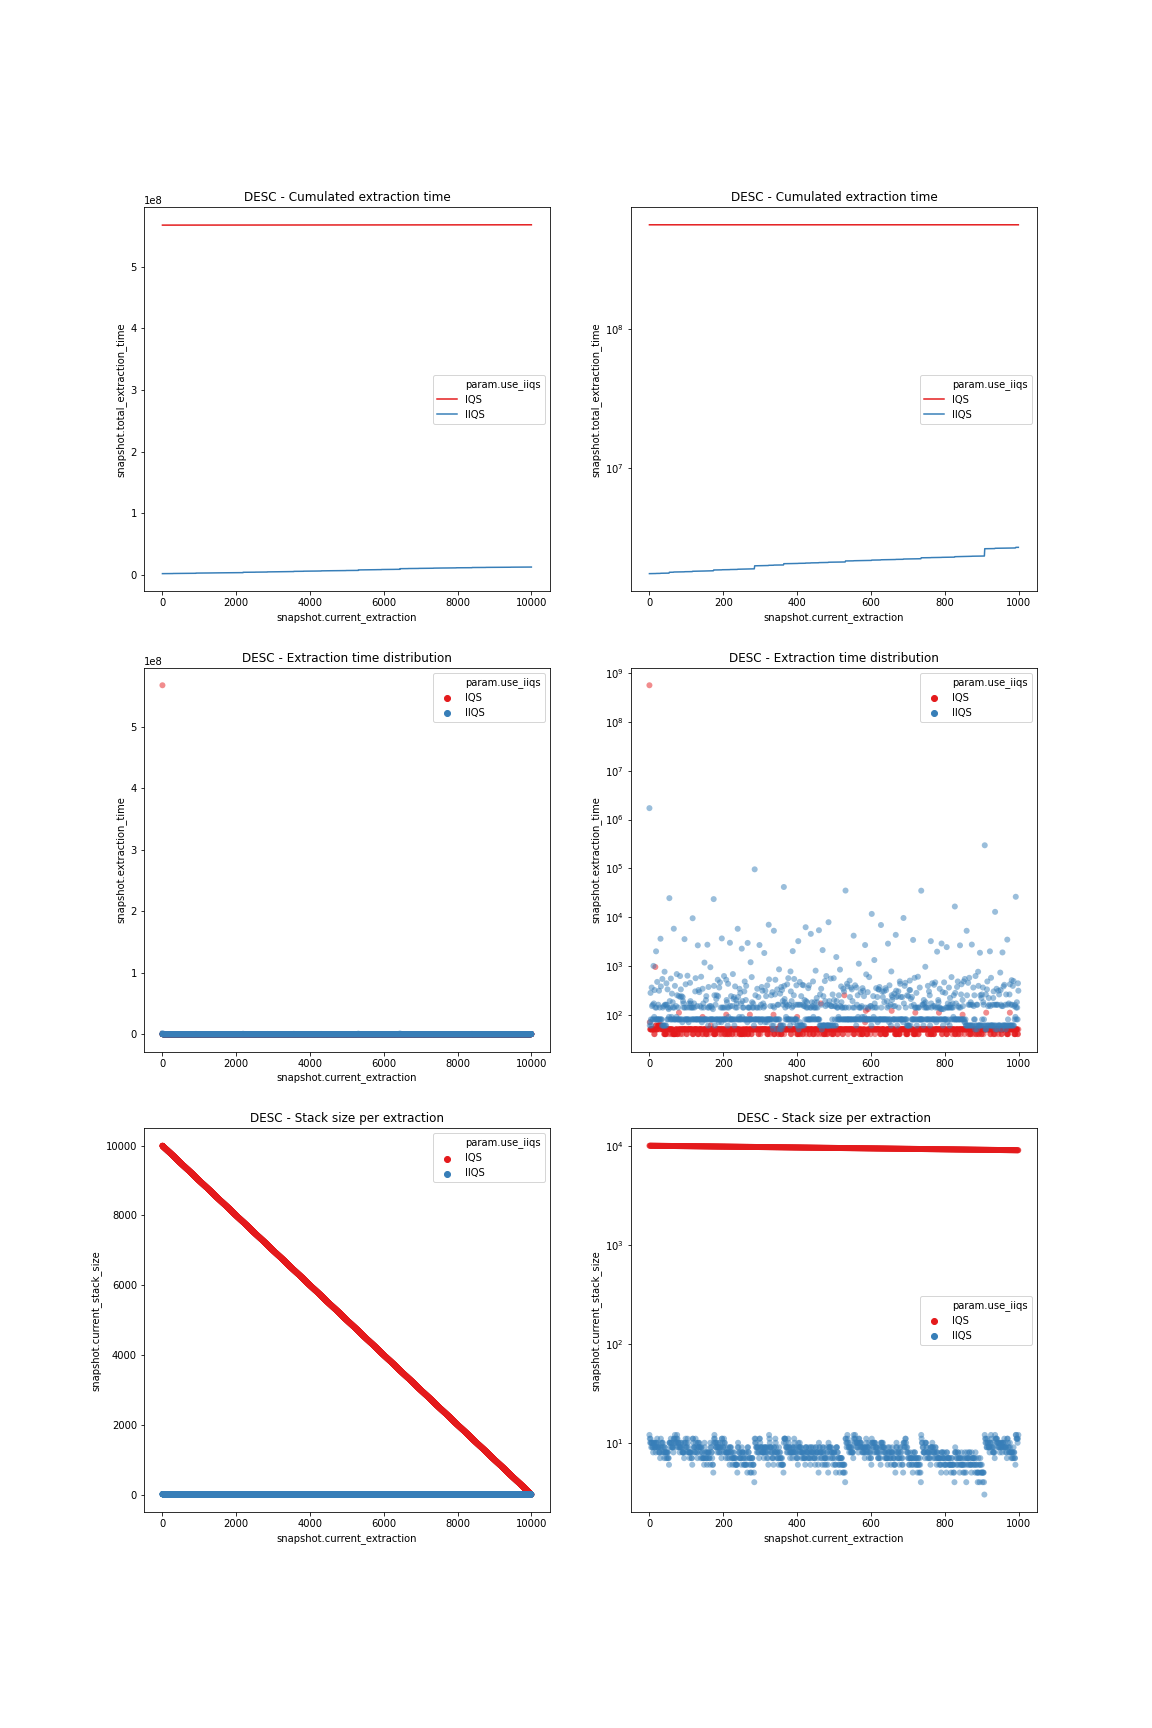 DESC - Cumulated extraction time
1e8
snapshot.total_extraction_time
5
4
3
2
1
0
param.use_iiqs
IQS
IIQS
0 2000 4000 6000 8000 10000
snapshot.current_extraction
DESC - Cumulated extraction time
snapshot.total_extraction_time
10^8
10^7
param.use_iiqs
IQS
IIQS
0 200 400 600 800 1000
snapshot.current_extraction
DESC - Extraction time distribution
1e8
snapshot.extraction_time
5
4
3
2
1
0
param.use_iiqs
IQS
IIQS
0 2000 4000 6000 8000 10000
snapshot.current_extraction
DESC - Extraction time distribution
snapshot.extraction_time
10^9
10^8
10^7
10^6
10^5
10^4
10^3
10^2
param.use_iiqs
IQS
IIQS
0 200 400 600 800 1000
snapshot.current_extraction
DESC - Stack size per extraction
snapshot.current_stack_size
10000
8000
6000
4000
2000
0
param.use_iiqs
IQS
IIQS
0 2000 4000 6000 8000 10000
snapshot.current_extraction
DESC - Stack size per extraction
snapshot.current_stack_size
10^4
10^3
10^2
10^1
param.use_iiqs
IQS
IIQS
0 200 400 600 800 1000
snapshot.current_extraction